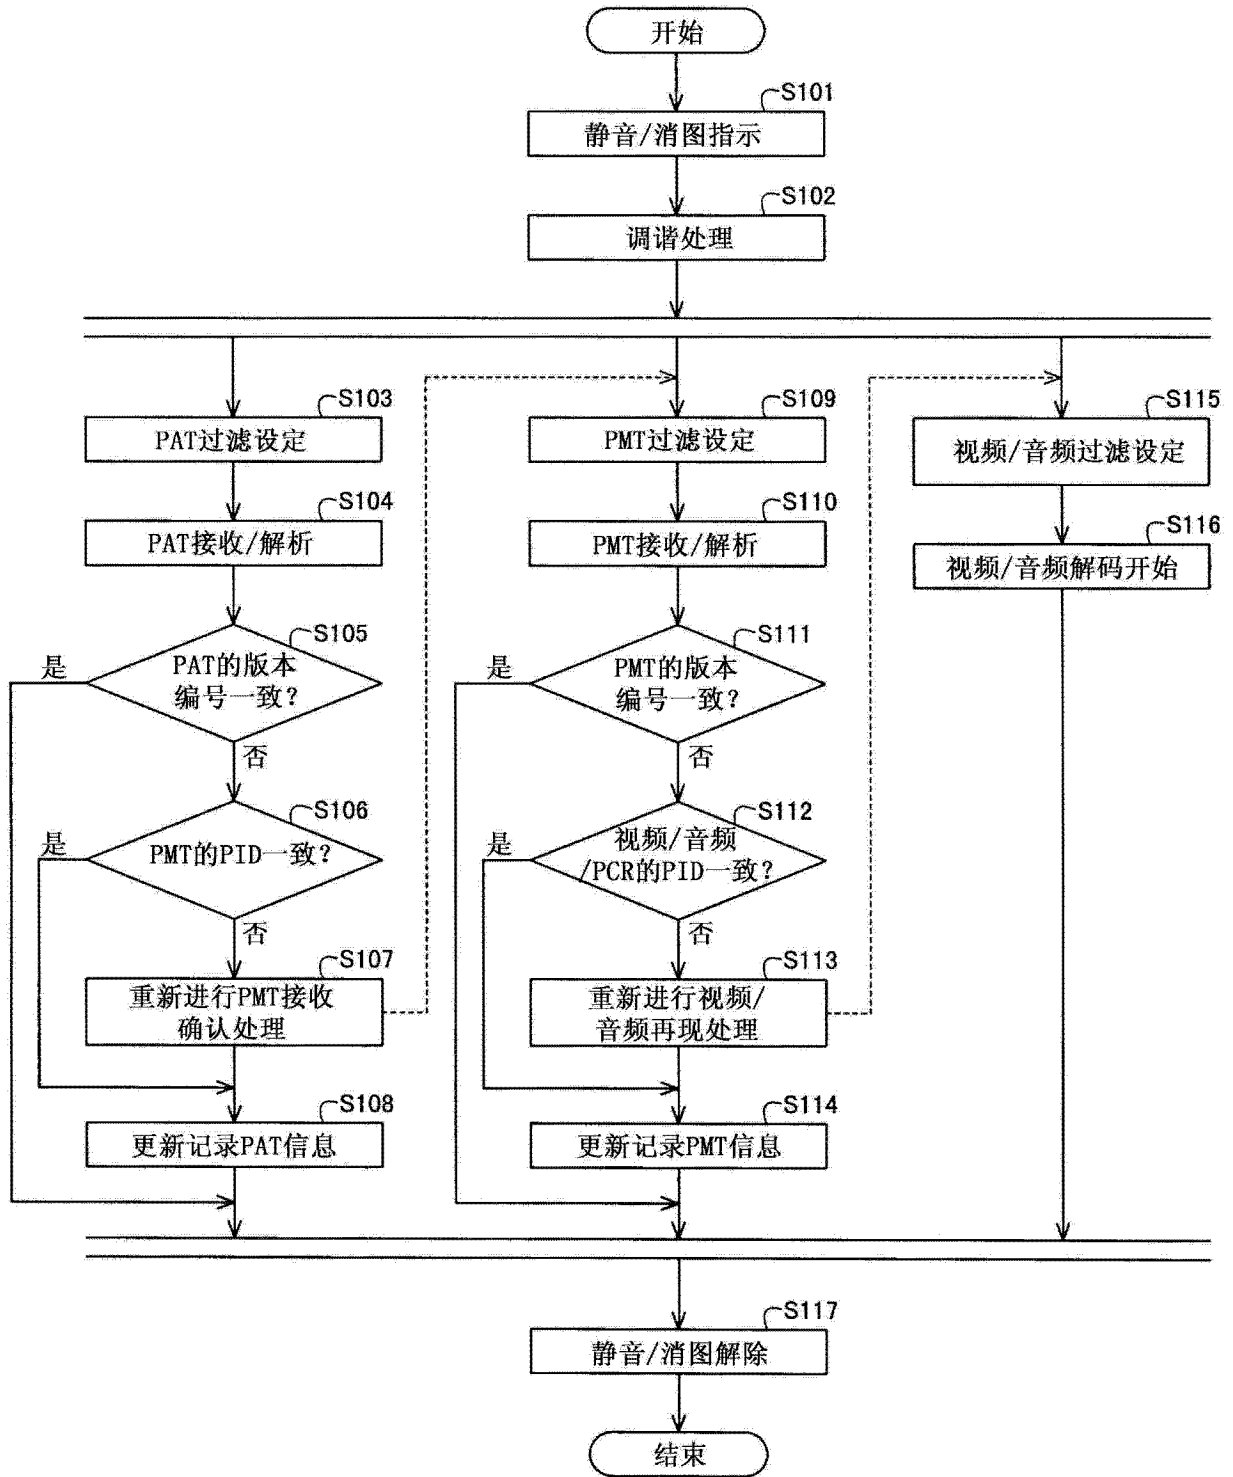 开始
S101
静音/消图指示
S102
调谐处理
S103
PAT过滤设定
S104
PAT接收/解析
S105
PAT的版本
编号一致?
是
否
S106
PMT的PID一致?
是
否
S107
重新进行PMT接收
确认处理
S108
更新记录PAT信息
S109
PMT过滤设定
S110
PMT接收/解析
S111
PMT的版本
编号一致?
是
否
S112
视频/音频
/PCR的PID一致?
是
否
S113
重新进行视频/
音频再现处理
S114
更新记录PMT信息
S115
视频/音频过滤设定
S116
视频/音频解码开始
S117
静音/消图解除
结束